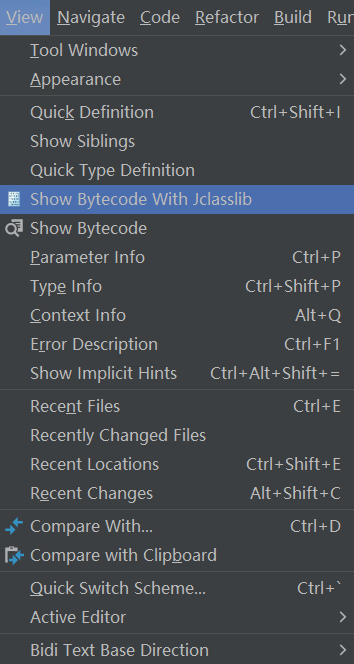 View Navigate Code Refactor Build Run
Tool Windows
Appearance
Quick Definition Ctrl+Shift+I
Show Siblings
Quick Type Definition
Show Bytecode With Jclasslib
Show Bytecode
Parameter Info Ctrl+P
Type Info Ctrl+Shift+P
Context Info Alt+Q
Error Description Ctrl+F1
Show Implicit Hints Ctrl+Alt+Shift+=
Recent Files Ctrl+E
Recently Changed Files
Recent Locations Ctrl+Shift+E
Recent Changes Alt+Shift+C
Compare With... Ctrl+D
Compare with Clipboard
Quick Switch Scheme... Ctrl+`
Active Editor
Bidi Text Base Direction